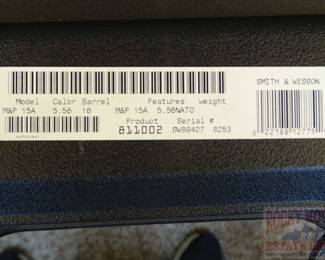 SMITH & WESSON
Model Calbr Barrel Features weight
M&P 15A 5.56 16 M&P 15A 5.56NATO
Product Serial #
811002 SW99427 8253
0 22188 12775